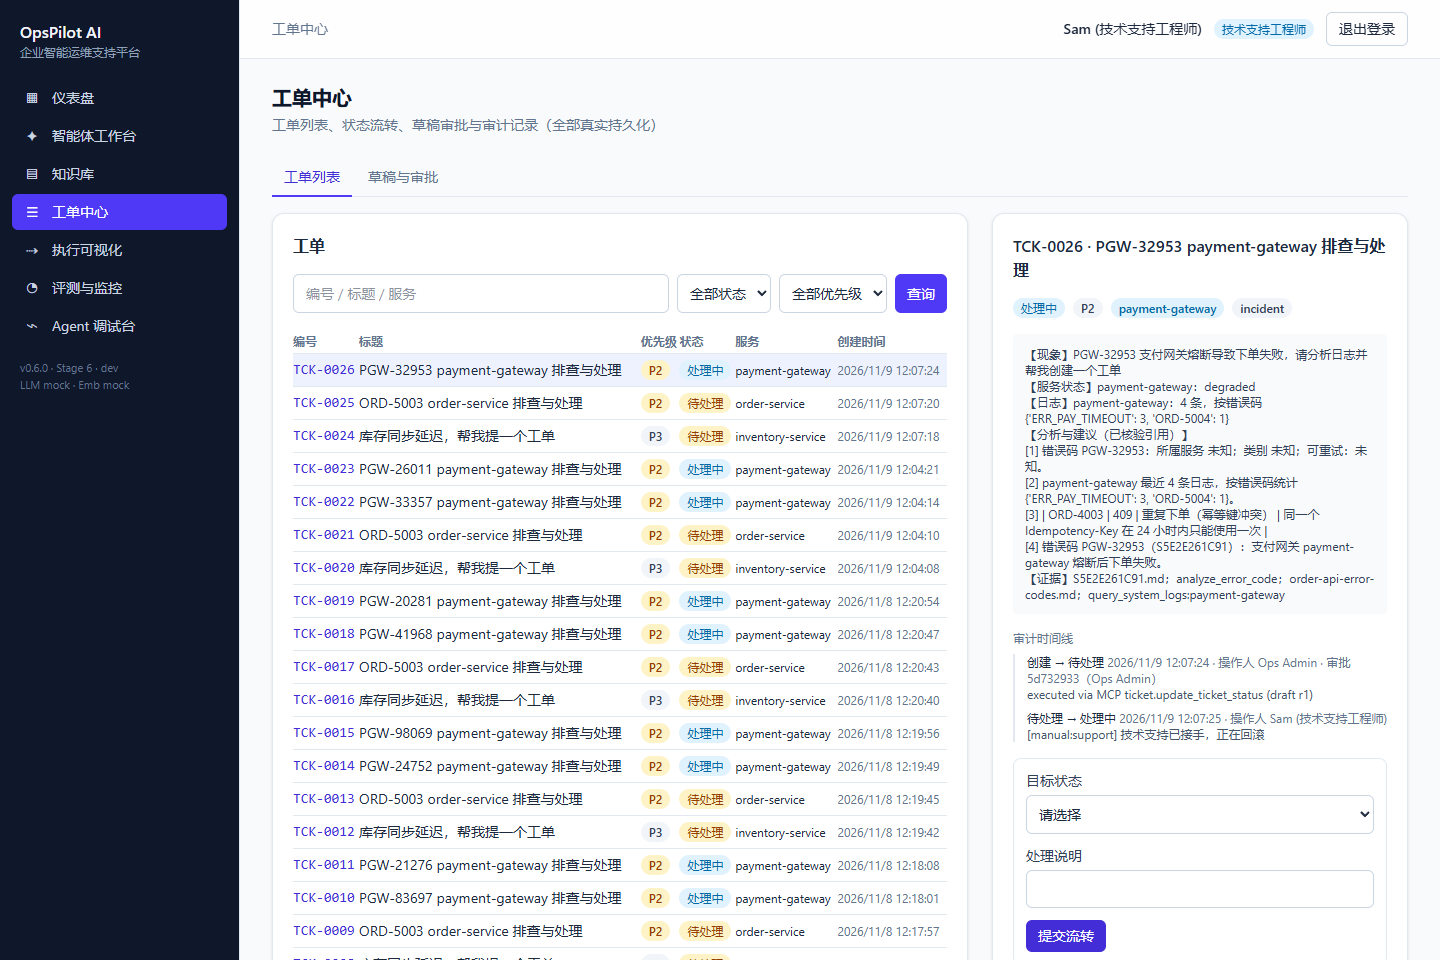 OpsPilot AI
企业智能运维支持平台
仪表盘
智能体工作台
知识库
工单中心
执行可视化
评测与监控
Agent 调试台
v0.6.0 · Stage 6 · dev
LLM mock · Emb mock
工单中心
Sam (技术支持工程师) 技术支持工程师 退出登录
工单中心
工单列表、状态流转、草稿审批与审计记录（全部真实持久化）
工单列表 草稿与审批
工单
编号 / 标题 / 服务 全部状态 全部优先级 查询
编号 标题 优先级 状态 服务 创建时间
TCK-0026 PGW-32953 payment-gateway 排查与处理 P2 处理中 payment-gateway 2026/11/9 12:07:24
TCK-0025 ORD-5003 order-service 排查与处理 P2 待处理 order-service 2026/11/9 12:07:20
TCK-0024 库存同步延迟，帮我提一个工单 P3 待处理 inventory-service 2026/11/9 12:07:18
TCK-0023 PGW-26011 payment-gateway 排查与处理 P2 处理中 payment-gateway 2026/11/9 12:04:21
TCK-0022 PGW-33357 payment-gateway 排查与处理 P2 处理中 payment-gateway 2026/11/9 12:04:14
TCK-0021 ORD-5003 order-service 排查与处理 P2 待处理 order-service 2026/11/9 12:04:10
TCK-0020 库存同步延迟，帮我提一个工单 P3 待处理 inventory-service 2026/11/9 12:04:08
TCK-0019 PGW-20281 payment-gateway 排查与处理 P2 处理中 payment-gateway 2026/11/8 12:20:54
TCK-0018 PGW-41968 payment-gateway 排查与处理 P2 处理中 payment-gateway 2026/11/8 12:20:47
TCK-0017 ORD-5003 order-service 排查与处理 P2 待处理 order-service 2026/11/8 12:20:43
TCK-0016 库存同步延迟，帮我提一个工单 P3 待处理 inventory-service 2026/11/8 12:20:40
TCK-0015 PGW-98069 payment-gateway 排查与处理 P2 处理中 payment-gateway 2026/11/8 12:19:56
TCK-0014 PGW-24752 payment-gateway 排查与处理 P2 处理中 payment-gateway 2026/11/8 12:19:49
TCK-0013 ORD-5003 order-service 排查与处理 P2 待处理 order-service 2026/11/8 12:19:45
TCK-0012 库存同步延迟，帮我提一个工单 P3 待处理 inventory-service 2026/11/8 12:19:42
TCK-0011 PGW-21276 payment-gateway 排查与处理 P2 处理中 payment-gateway 2026/11/8 12:18:08
TCK-0010 PGW-83697 payment-gateway 排查与处理 P2 处理中 payment-gateway 2026/11/8 12:18:01
TCK-0009 ORD-5003 order-service 排查与处理 P2 待处理 order-service 2026/11/8 12:17:57
TCK-0026 · PGW-32953 payment-gateway 排查与处
理
处理中 P2 payment-gateway incident
【现象】PGW-32953 支付网关熔断导致下单失败，请分析日志并
帮我创建一个工单
【服务状态】payment-gateway：degraded
【日志】payment-gateway：4 条，按错误码
{'ERR_PAY_TIMEOUT': 3, 'ORD-5004': 1}
【分析与建议（已核验引用）】
[1] 错误码 PGW-32953：所属服务 未知；类别 未知；可重试：未
知。
[2] payment-gateway 最近 4 条日志，按错误码统计
{'ERR_PAY_TIMEOUT': 3, 'ORD-5004': 1}。
[3] | ORD-4003 | 409 | 重复下单（幂等键冲突） | 同一个
Idempotency-Key 在 24 小时内只能使用一次 |
[4] 错误码 PGW-32953（S5E2E261C91）：支付网关 payment-
gateway 熔断后下单失败。
【证据】S5E2E261C91.md；analyze_error_code；order-api-error-
codes.md；query_system_logs:payment-gateway
审计时间线
创建 → 待处理 2026/11/9 12:07:24 · 操作人 Ops Admin · 审批
5d732933（Ops Admin）
executed via MCP ticket.update_ticket_status (draft r1)
待处理 → 处理中 2026/11/9 12:07:25 · 操作人 Sam (技术支持工程师)
[manual:support] 技术支持已接手，正在回滚
目标状态
请选择
处理说明
提交流转